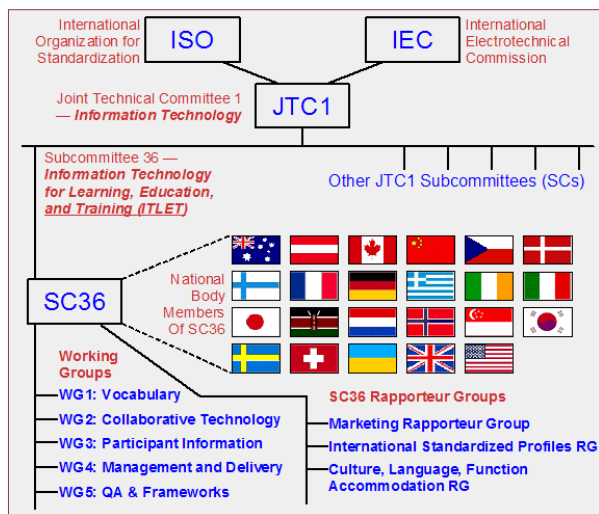 International
Organization for
Standardization
ISO
IEC
International
Electrotechnical
Commission
Joint Technical Committee 1
— Information Technology
JTC1
Subcommittee 36 —
Information Technology
for Learning, Education,
and Training (ITLET)
Other JTC1 Subcommittees (SCs)
SC36
National
Body
Members
Of SC36
Working
Groups
WG1: Vocabulary
WG2: Collaborative Technology
WG3: Participant Information
WG4: Management and Delivery
WG5: QA & Frameworks
SC36 Rapporteur Groups
Marketing Rapporteur Group
International Standardized Profiles RG
Culture, Language, Function
Accommodation RG